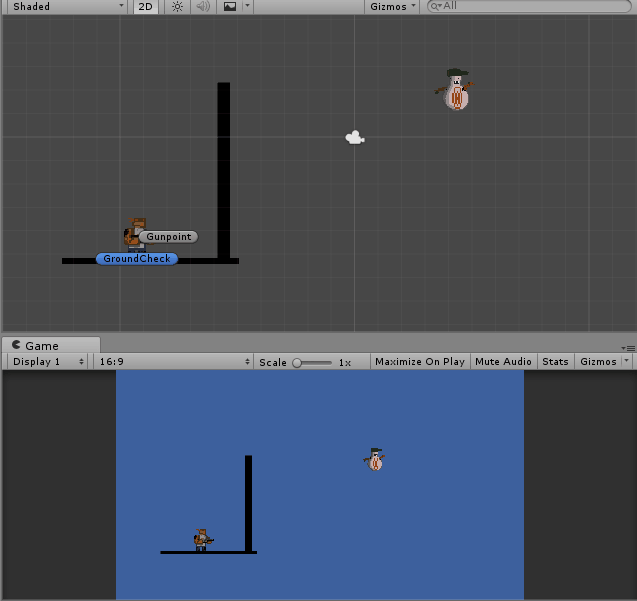 Shaded 2D Gizmos All
Gunpoint
GroundCheck
Game
Display 1 16:9 Scale 1x Maximize On Play Mute Audio Stats Gizmos